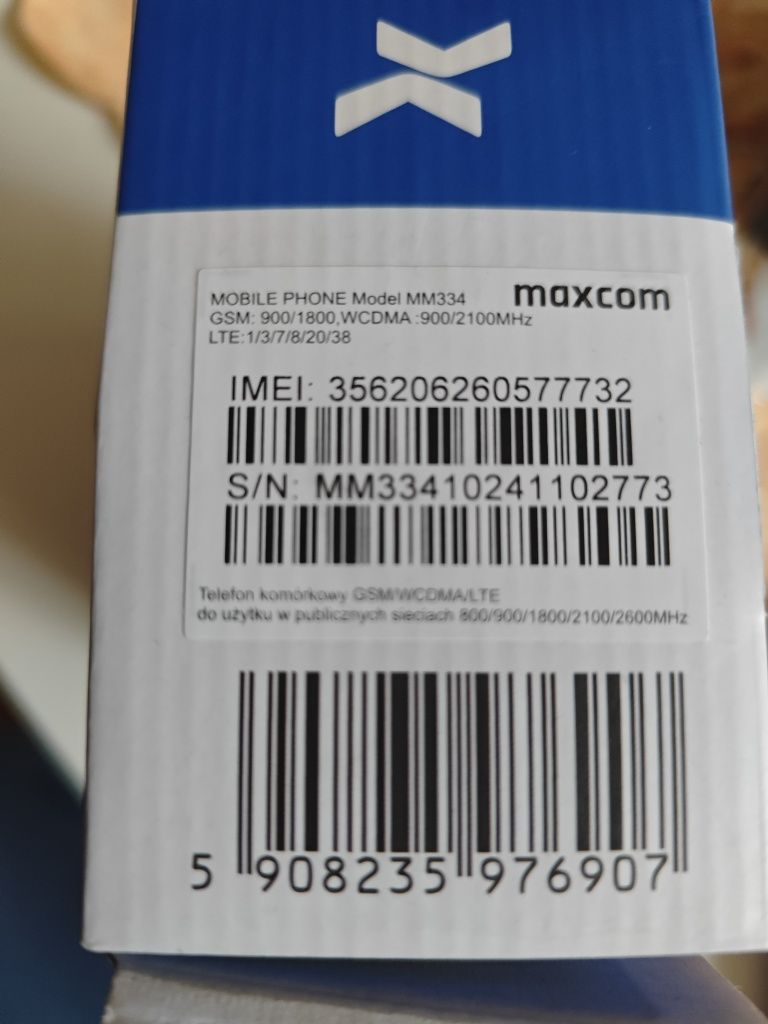 MOBILE PHONE Model MM334 maxcom
GSM: 900/1800,WCDMA :900/2100MHz
LTE:1/3/7/8/20/38
IMEI: 356206260577732
S/N: MM33410241102773
Telefon komórkowy GSM/WCDMA/LTE
do użytku w publicznych sieciach 800/900/1800/2100/2600MHz
5 908235 976907